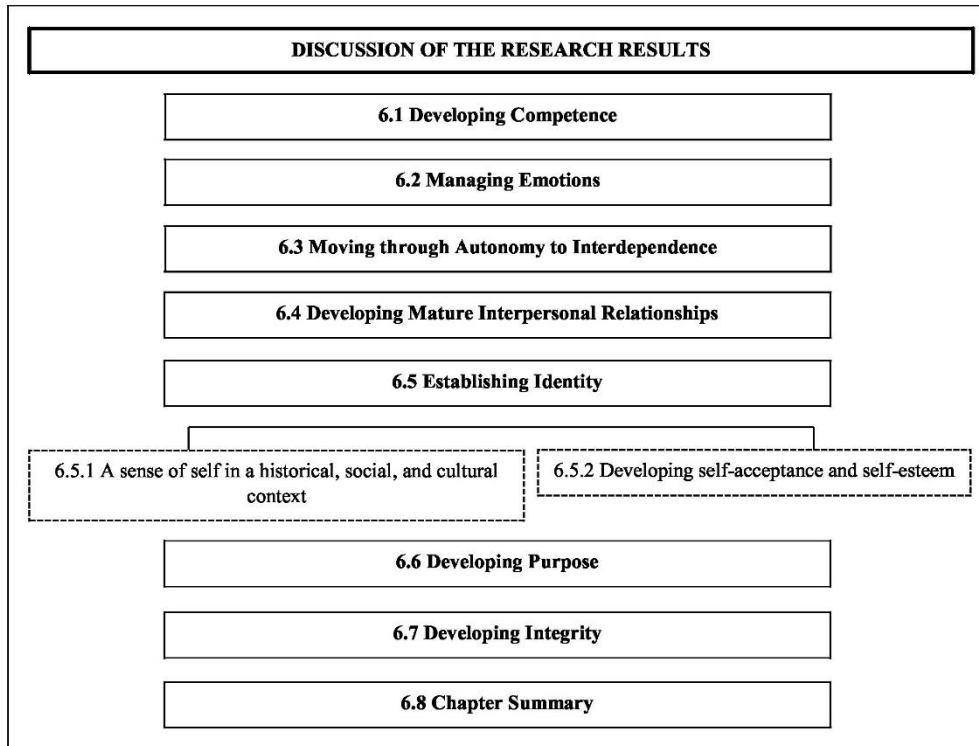 DISCUSSION OF THE RESEARCH RESULTS
6.1 Developing Competence
6.2 Managing Emotions
6.3 Moving through Autonomy to Interdependence
6.4 Developing Mature Interpersonal Relationships
6.5 Establishing Identity
6.5.1 A sense of self in a historical, social, and cultural
context
6.5.2 Developing self-acceptance and self-esteem
6.6 Developing Purpose
6.7 Developing Integrity
6.8 Chapter Summary